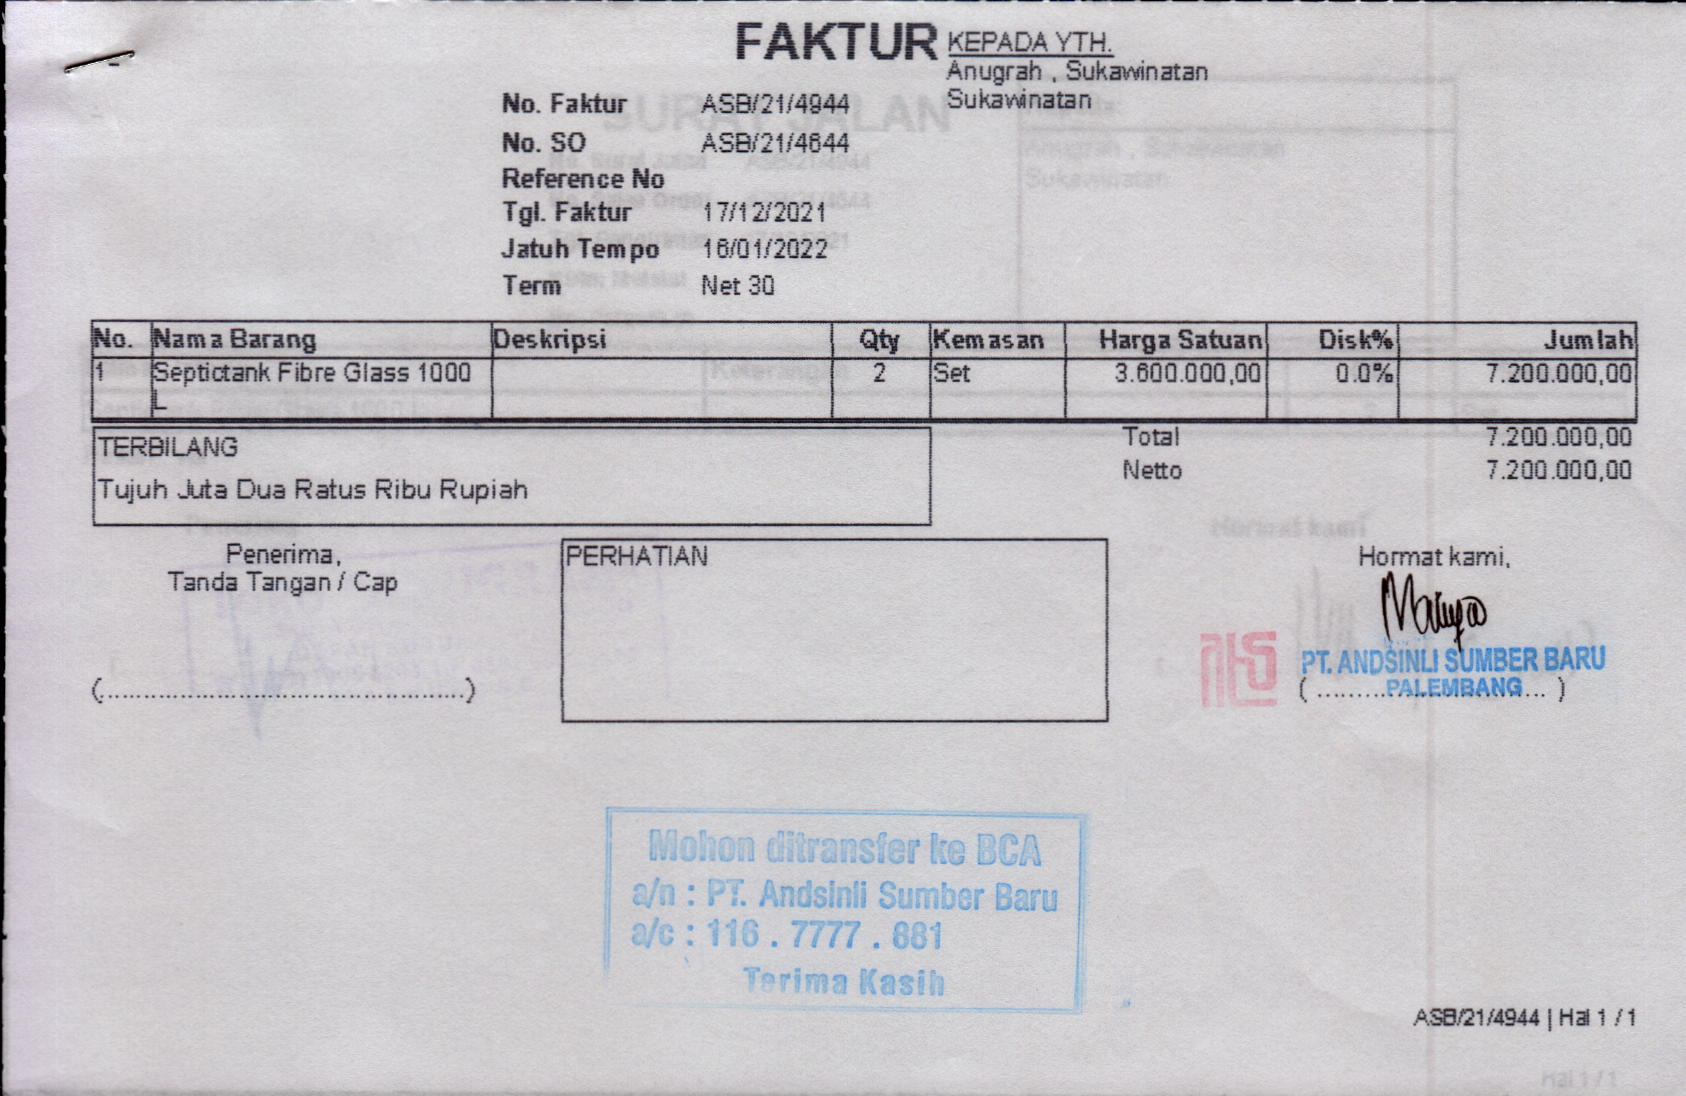 FAKTUR
KEPADA YTH.
Anugrah , Sukawinatan
Sukawinatan
No. Faktur ASB/21/4944
No. SO ASB/21/4644
Reference No
Tgl. Faktur 17/12/2021
Jatuh Tempo 16/01/2022
Term Net 30
No. Nama Barang Deskripsi Qty Kemasan Harga Satuan Disk% Jumlah
1 Septictank Fibre Glass 1000 2 Set 3.600.000,00 0.0% 7.200.000,00
L
TERBILANG
Tujuh Juta Dua Ratus Ribu Rupiah
Total 7.200.000,00
Netto 7.200.000,00
Penerima,
Tanda Tangan / Cap
(..........................................)
PERHATIAN
Hormat kami,
PT. ANDSINLI SUMBER BARU
PALEMBANG
Mohon ditransfer ke BCA
a/n : PT. Andsinli Sumber Baru
a/c : 116 . 7777 . 881
Terima Kasih
ASB/21/4944 | Hal 1 / 1
Hal 1 / 1